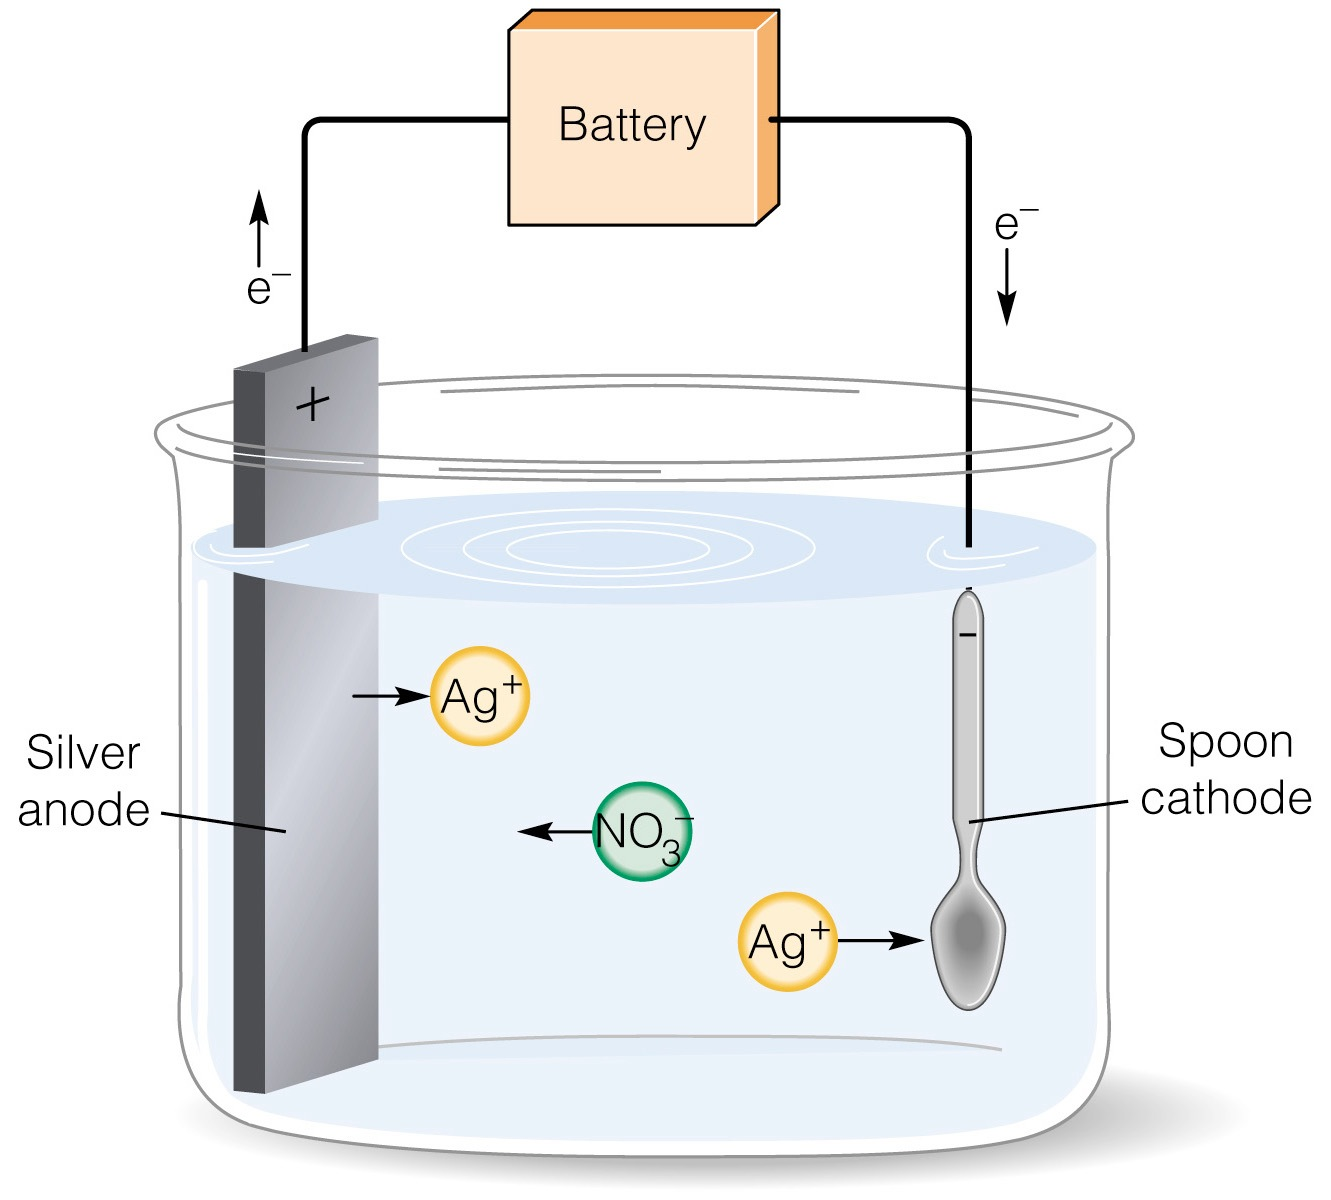 Battery
e⁻
e⁻
+
−
Ag⁺
Silver
anode
Spoon
cathode
NO₃⁻
Ag⁺